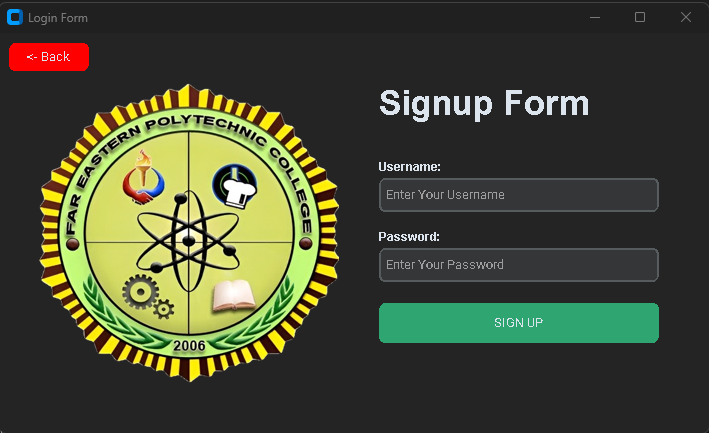 Login Form
<- Back
FAR EASTERN POLYTECHNIC COLLEGE
2006
Signup Form
Username:
Enter Your Username
Password:
Enter Your Password
SIGN UP